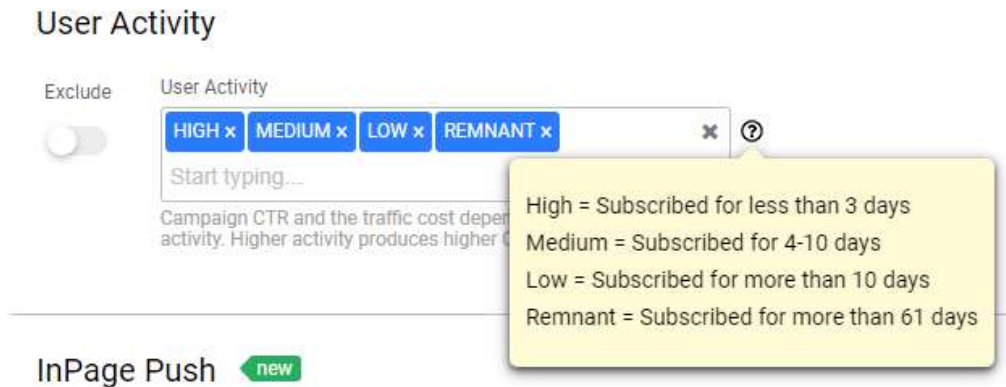 User Activity
Exclude
User Activity
HIGH × MEDIUM × LOW × REMNANT ×
Start typing...
Campaign CTR and the traffic cost
activity. Higher activity produces higher
High = Subscribed for less than 3 days
Medium = Subscribed for 4-10 days
Low = Subscribed for more than 10 days
Remnant = Subscribed for more than 61 days
InPage Push new